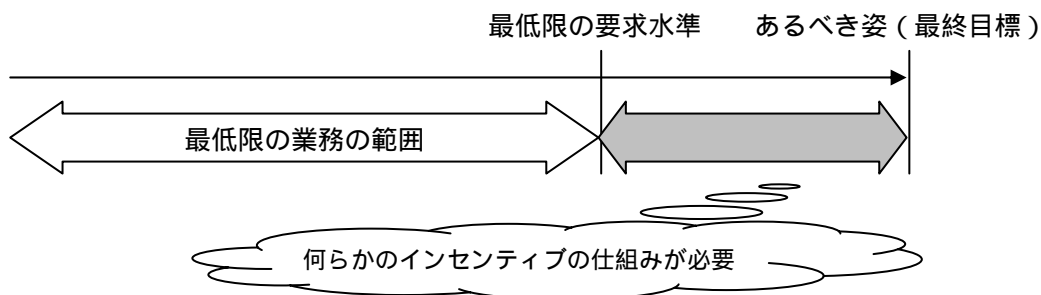 最低限の要求水準
あるべき姿(最終目標)
最低限の業務の範囲
何らかのインセンティブの仕組みが必要